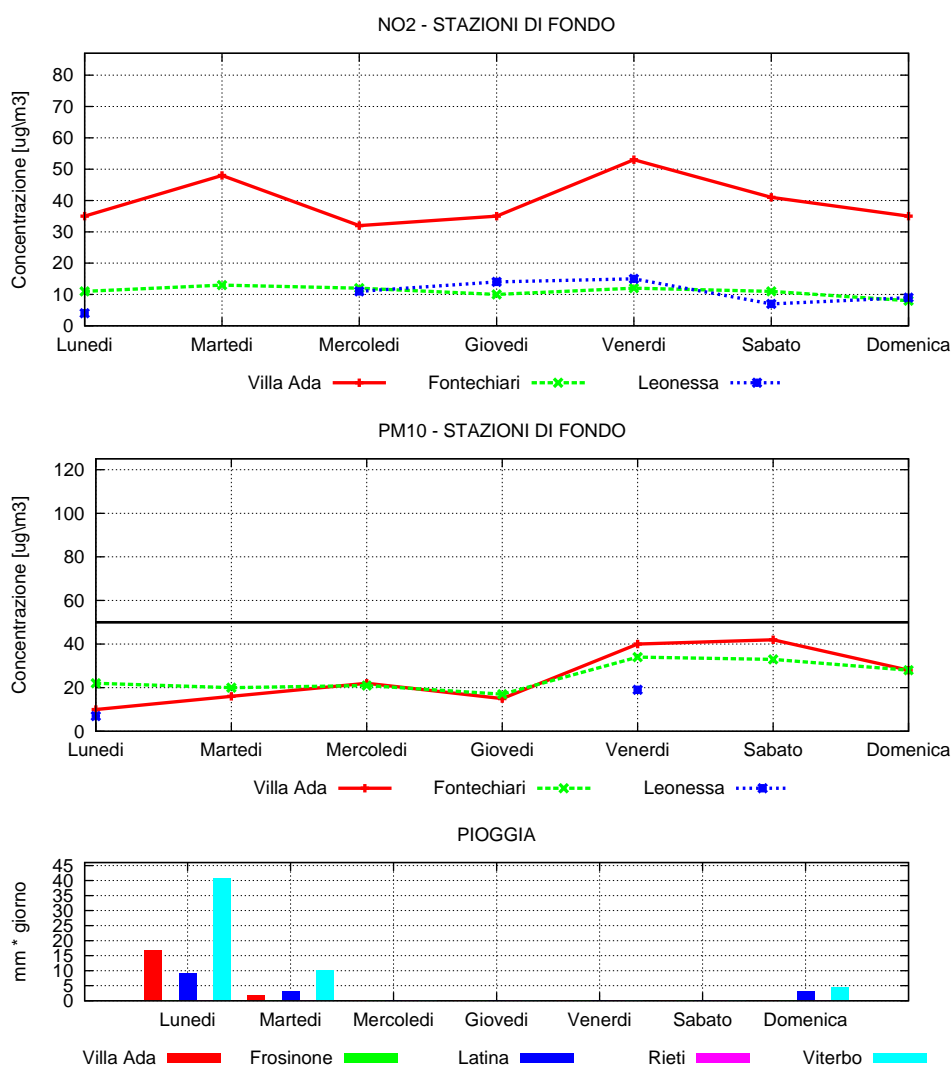 NO2 - STAZIONI DI FONDO
Concentrazione [ug\m3]
80
70
60
50
40
30
20
10
0
Lunedi Martedi Mercoledi Giovedi Venerdi Sabato Domenica
Villa Ada Fontechiari Leonessa
PM10 - STAZIONI DI FONDO
Concentrazione [ug\m3]
120
100
80
60
40
20
0
Lunedi Martedi Mercoledi Giovedi Venerdi Sabato Domenica
Villa Ada Fontechiari Leonessa
PIOGGIA
mm * giorno
45
40
35
30
25
20
15
10
5
0
Lunedi Martedi Mercoledi Giovedi Venerdi Sabato Domenica
Villa Ada Frosinone Latina Rieti Viterbo